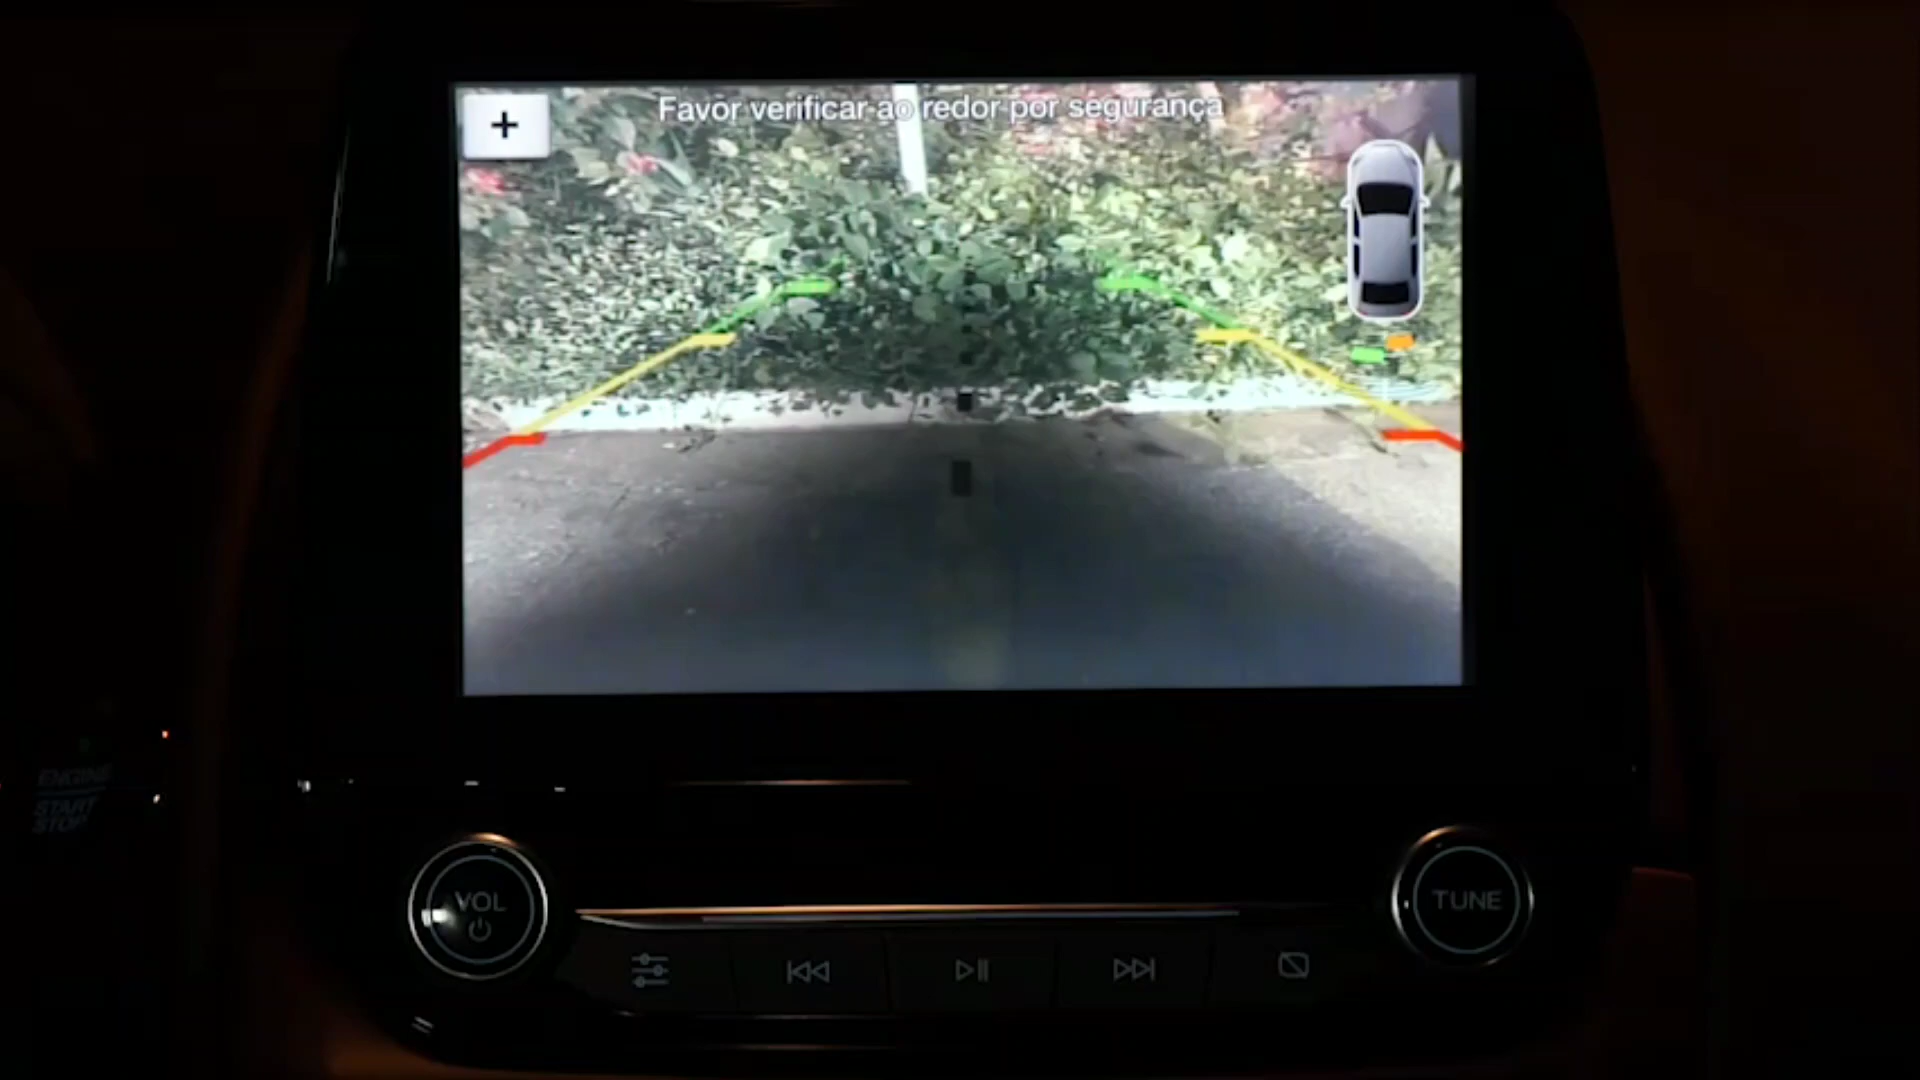 +
Favor verificar ao redor por segurança
ENGINE
START
STOP
VOL
TUNE